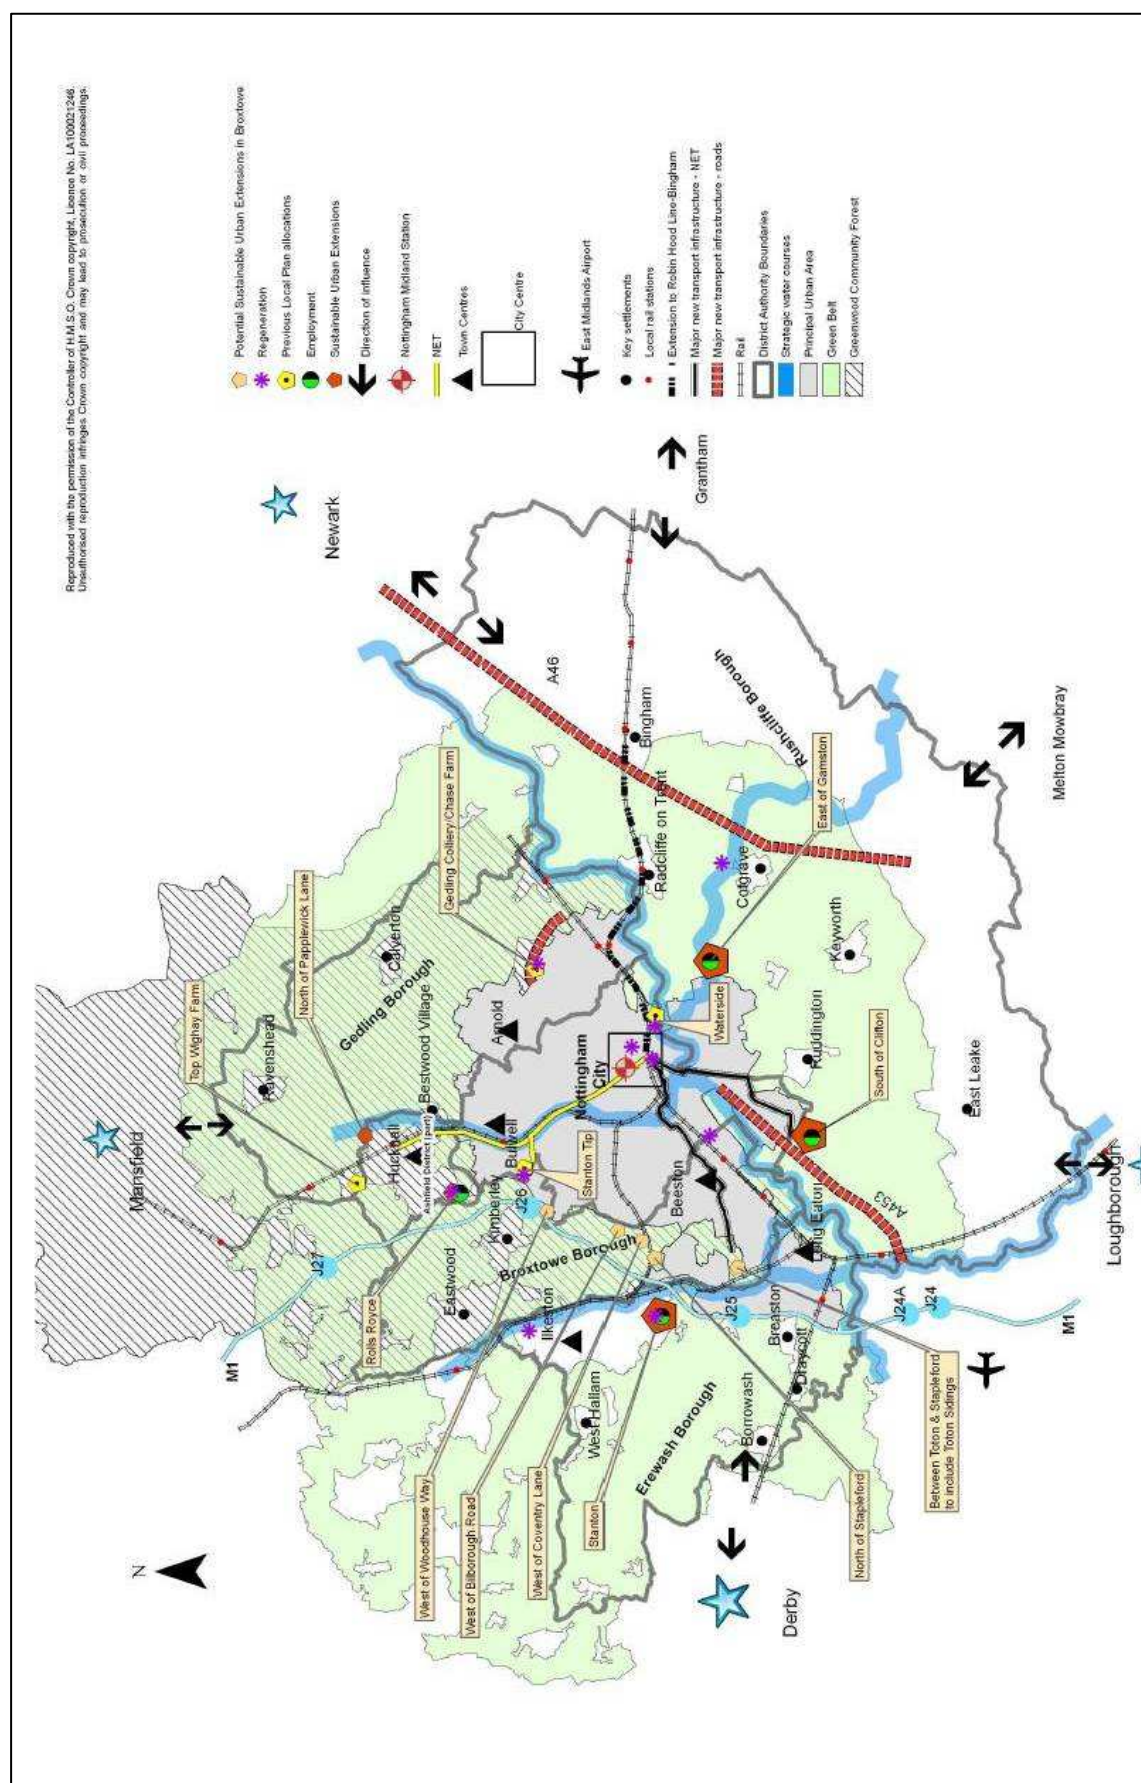 Reproduced with the permission of the Controller of H.M.S.O. Crown copyright, Licence No. LA100021246.
Unauthorised reproduction infringes Crown copyright and may lead to prosecution or civil proceedings.
Potential Sustainable Urban Extensions in Broxtowe
Regeneration
Previous Local Plan allocations
Employment
Sustainable Urban Extensions
Direction of influence
Nottingham Midland Station
NET
Town Centres
City Centre
East Midlands Airport
Key settlements
Local rail stations
Extension to Robin Hood Line-Bingham
Major new transport infrastructure - NET
Major new transport infrastructure - roads
Rail
District Authority Boundaries
Strategic water courses
Principal Urban Area
Green Belt
Greenwood Community Forest
N
Mansfield
Newark
Top Wighay Farm
North of Papplewick Lane
Gedling Colliery/Chase Farm
Ravenshead
Calverton
Gedling Borough
Bestwood Village
Hucknall
Ashfield District (part)
Arnold
Bulwell
J27
J26
M1
Rolls Royce
Eastwood
Kimberley
A46
Nottingham
City
Stanton Tip
West of Woodhouse Way
West of Bilborough Road
West of Coventry Lane
Stanton
Broxtowe Borough
Ilkeston
West Hallam
Erewash Borough
Beeston
Waterside
Radcliffe on Trent
Bingham
Grantham
Rushcliffe Borough
East of Gamston
Cotgrave
Keyworth
Ruddington
South of Clifton
East Leake
Long Eaton
J25
Breaston
Draycott
Borrowash
Derby
A453
J24A
J24
M1
North of Stapleford
Between Toton & Stapleford
to include Toton Sidings
Loughborough
Melton Mowbray